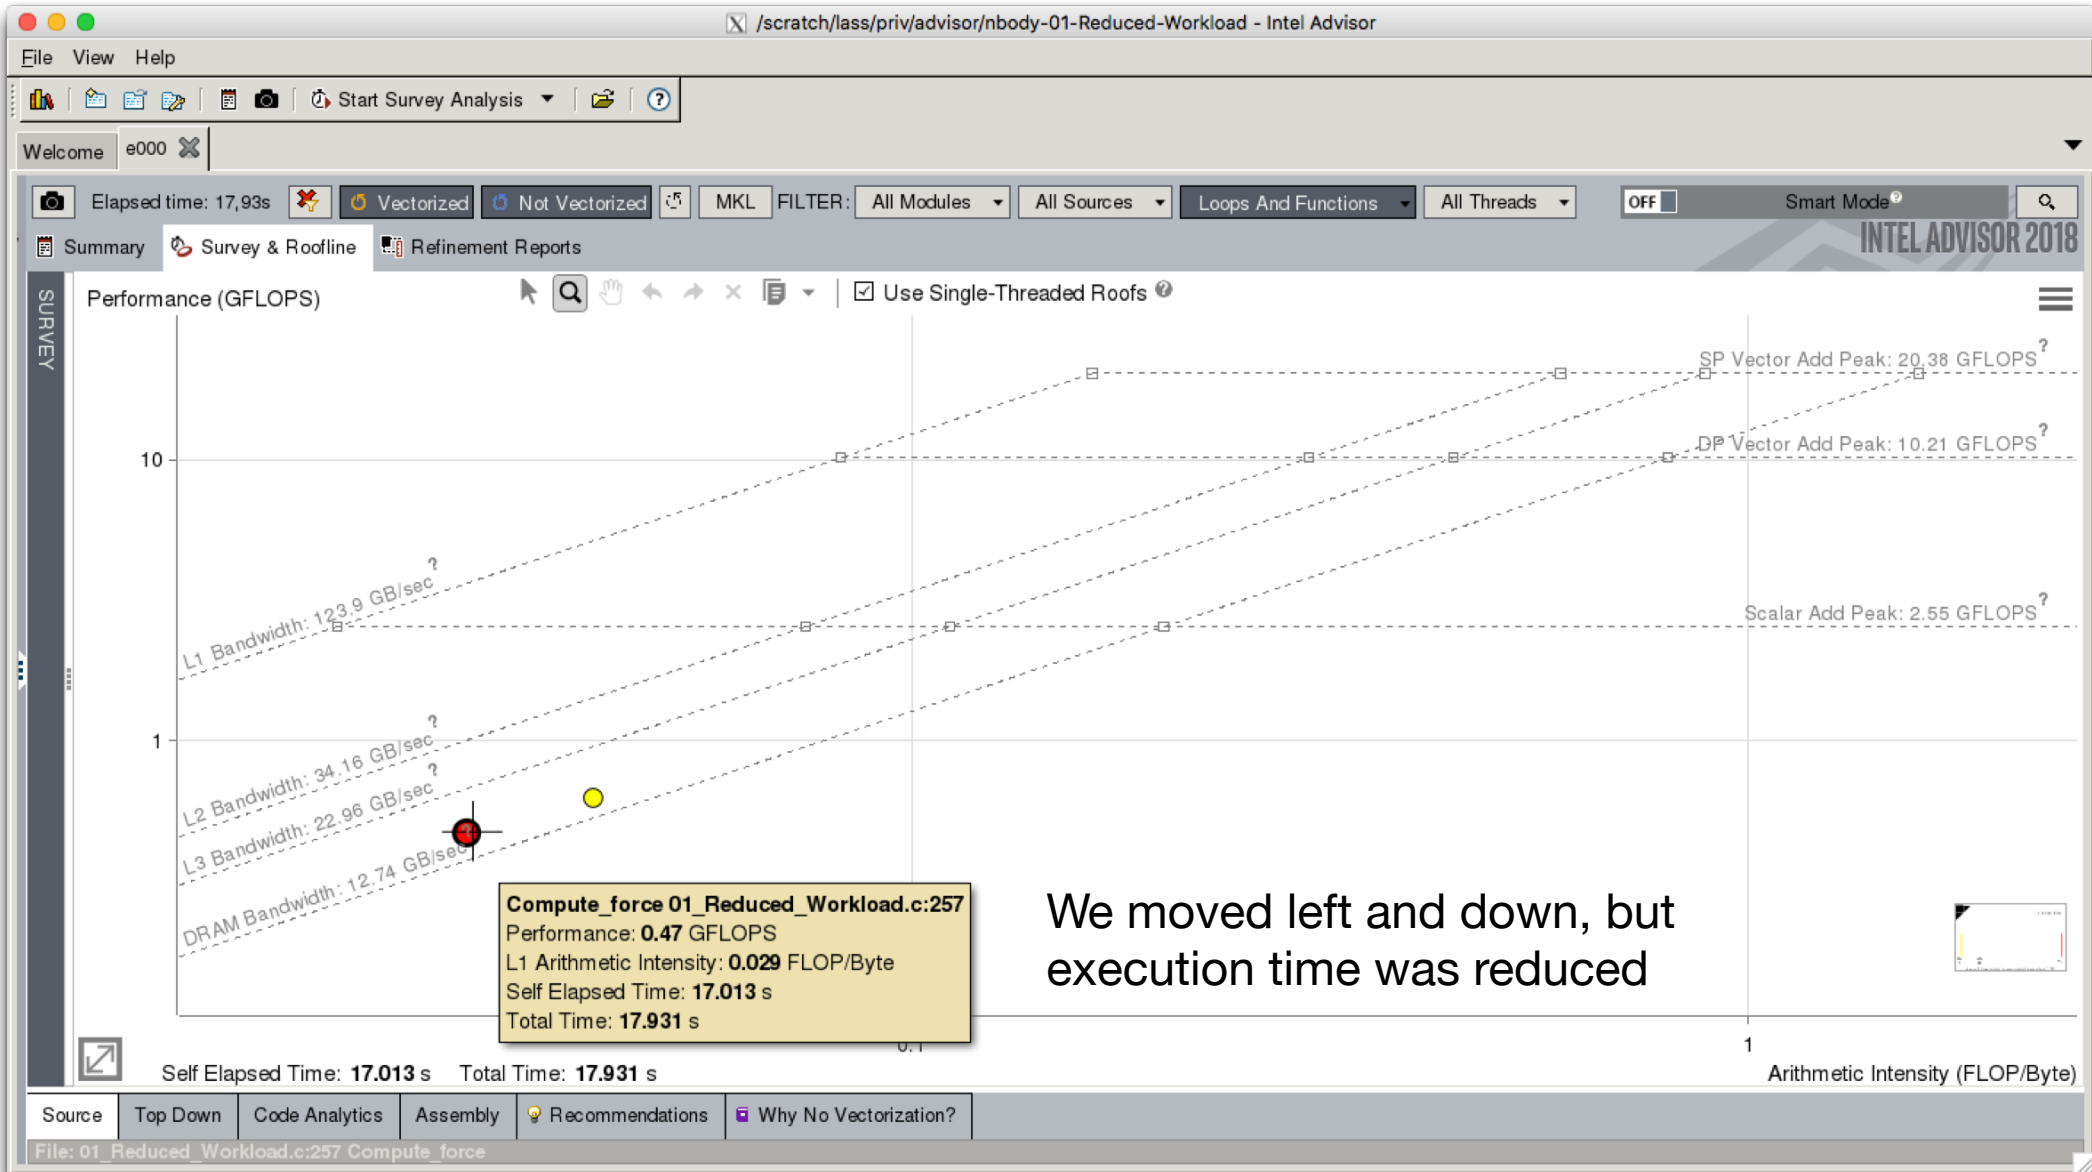 /scratch/lass/priv/advisor/nbody-01-Reduced-Workload - Intel Advisor
File View Help
Start Survey Analysis
Welcome e000
Elapsed time: 17,93s Vectorized Not Vectorized MKL FILTER: All Modules All Sources Loops And Functions All Threads OFF Smart Mode
INTEL ADVISOR 2018
Summary Survey & Roofline Refinement Reports
SURVEY
Performance (GFLOPS)
Use Single-Threaded Roofs
SP Vector Add Peak: 20.38 GFLOPS ?
DP Vector Add Peak: 10.21 GFLOPS ?
10
L1 Bandwidth: 123.9 GB/sec ?
Scalar Add Peak: 2.55 GFLOPS ?
1
L2 Bandwidth: 34.16 GB/sec ?
L3 Bandwidth: 22.96 GB/sec ?
DRAM Bandwidth: 12.74 GB/sec
Compute_force 01_Reduced_Workload.c:257
Performance: 0.47 GFLOPS
L1 Arithmetic Intensity: 0.029 FLOP/Byte
Self Elapsed Time: 17.013 s
Total Time: 17.931 s
We moved left and down, but
execution time was reduced
0.1
1
Self Elapsed Time: 17.013 s Total Time: 17.931 s
Arithmetic Intensity (FLOP/Byte)
Source Top Down Code Analytics Assembly Recommendations Why No Vectorization?
File: 01_Reduced_Workload.c:257 Compute_force